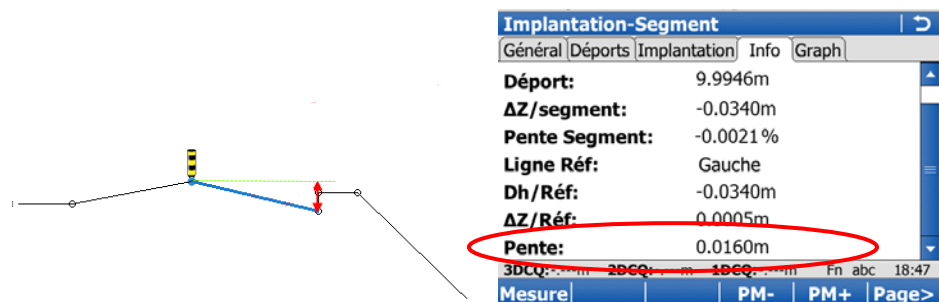 Implantation-Segment
Général Déports Implantation Info Graph
Déport: 9.9946m
ΔZ/segment: -0.0340m
Pente Segment: -0.0021%
Ligne Réf: Gauche
Dh/Réf: -0.0340m
ΔZ/Réf: 0.0005m
Pente: 0.0160m
3DCQ:-.---m 2DCQ:-.---m 1DCQ:-.---m Fn abc 18:47
Mesure PM- PM+ Page>